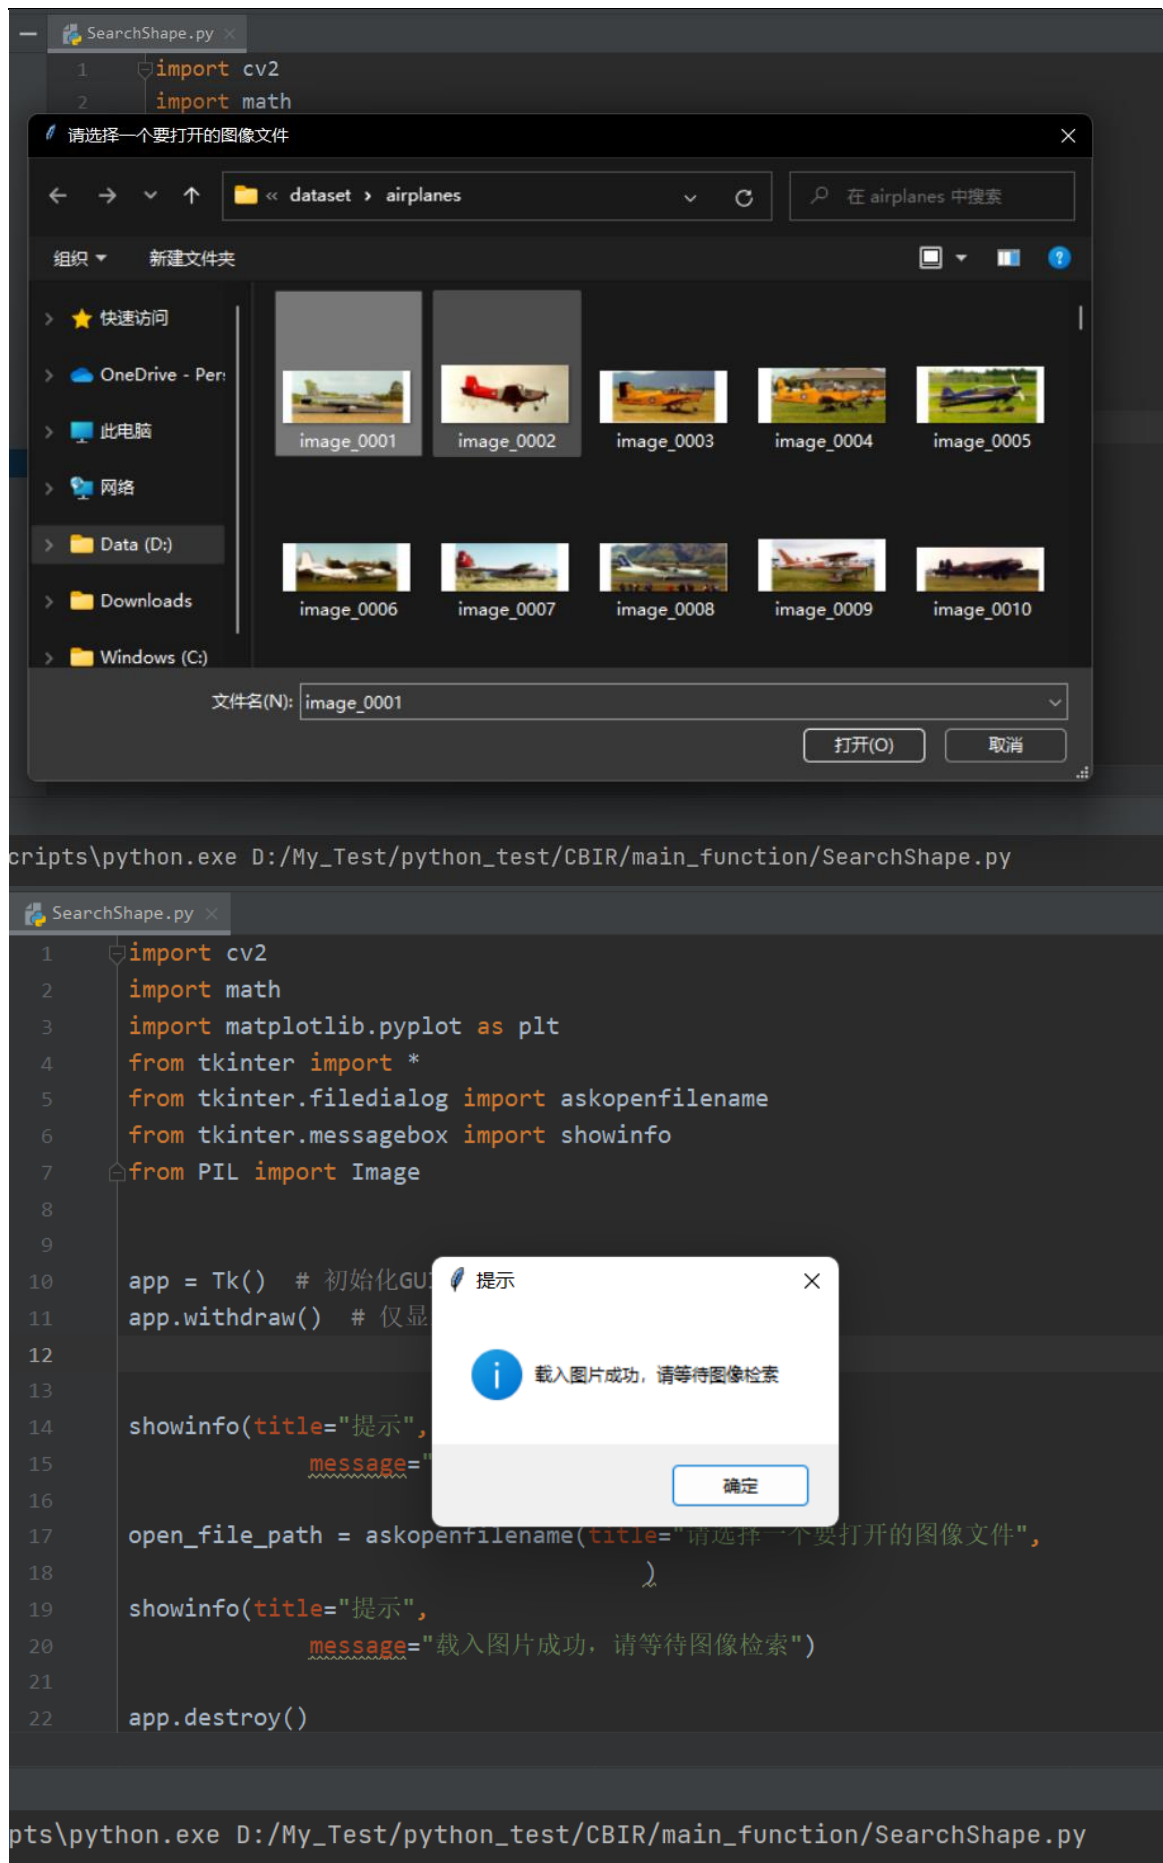 SearchShape.py
1 import cv2
2 import math
请选择一个要打开的图像文件
« dataset › airplanes
在 airplanes 中搜索
组织 新建文件夹
快速访问
OneDrive - Pers
此电脑
网络
Data (D:)
Downloads
Windows (C:)
image_0001 image_0002 image_0003 image_0004 image_0005
image_0006 image_0007 image_0008 image_0009 image_0010
文件名(N): image_0001
打开(O) 取消
cripts\python.exe D:/My_Test/python_test/CBIR/main_function/SearchShape.py
SearchShape.py
1 import cv2
2 import math
3 import matplotlib.pyplot as plt
4 from tkinter import *
5 from tkinter.filedialog import askopenfilename
6 from tkinter.messagebox import showinfo
7 from PIL import Image
8
9
10 app = Tk() # 初始化GUI
11 app.withdraw() # 仅显
12
13
14 showinfo(title="提示",
15 message="
16
17 open_file_path = askopenfilename(title="请选择一个要打开的图像文件",
18 )
19 showinfo(title="提示",
20 message="载入图片成功，请等待图像检索")
21
22 app.destroy()
提示
载入图片成功，请等待图像检索
确定
pts\python.exe D:/My_Test/python_test/CBIR/main_function/SearchShape.py